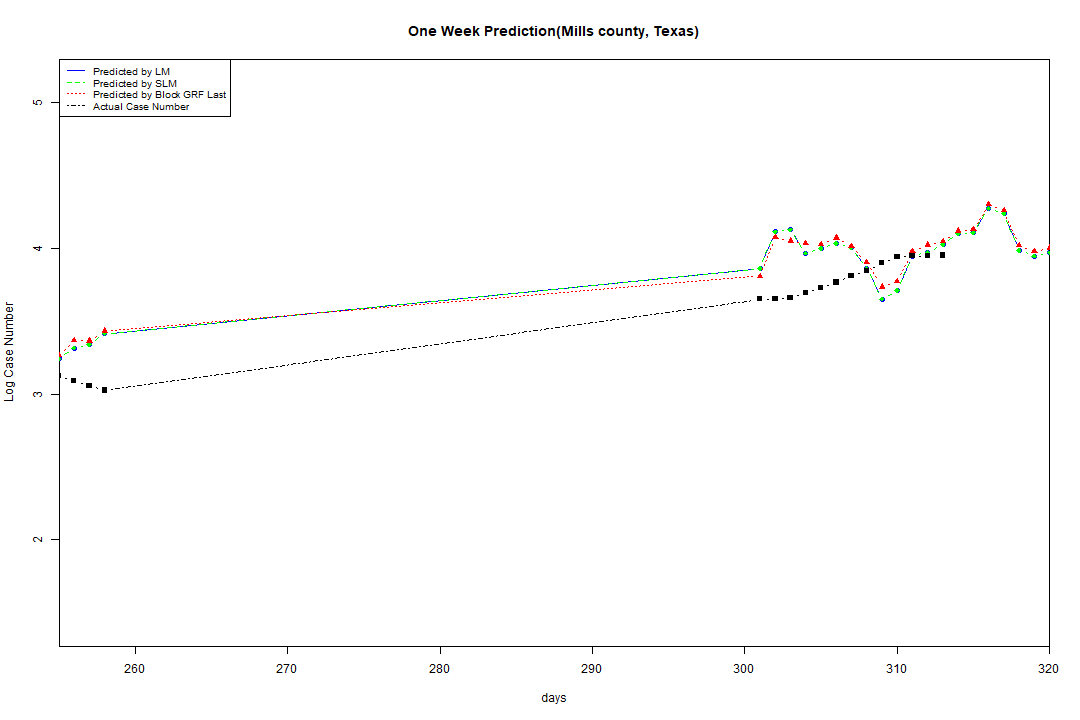 One Week Prediction(Mills county, Texas)
Predicted by LM
Predicted by SLM
Predicted by Block GRF Last
Actual Case Number
5
4
3
2
Log Case Number
260 270 280 290 300 310 320
days